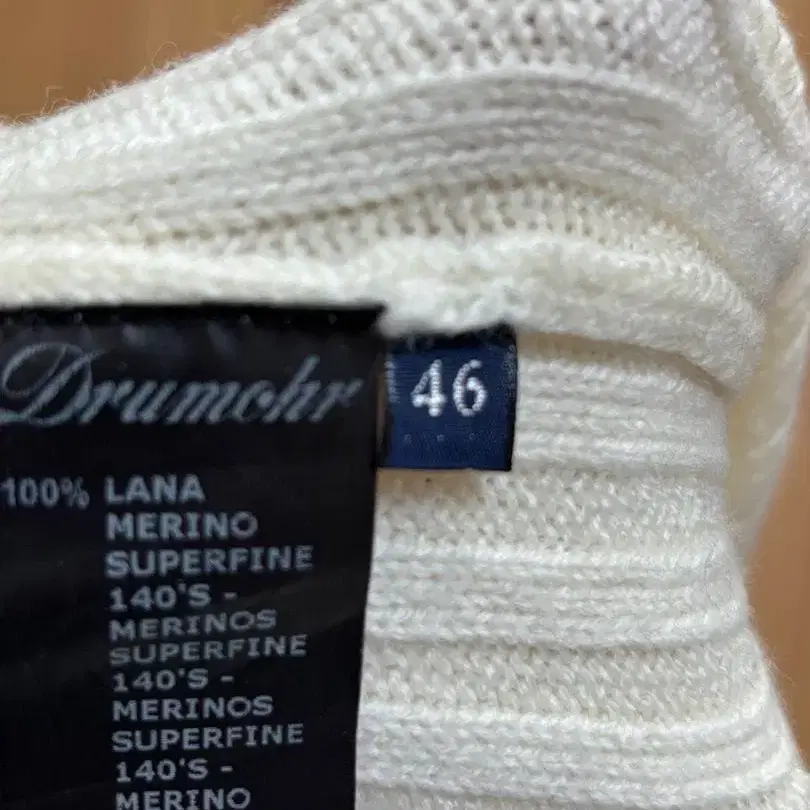 Drumohr
46
100% LANA
MERINO
SUPERFINE
140'S -
MERINOS
SUPERFINE
140'S -
MERINOS
SUPERFINE
140'S -
MERINO